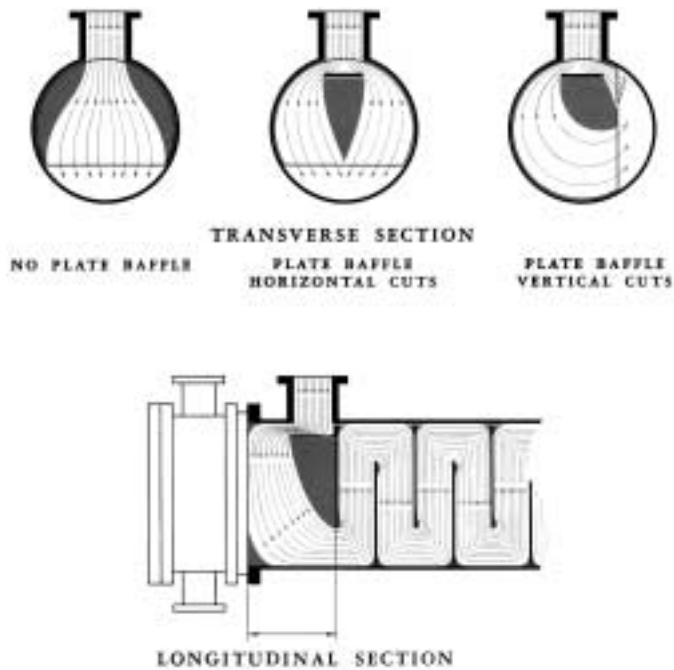 TRANSVERSE SECTION
NO PLATE BAFFLE
PLATE BAFFLE
HORIZONTAL CUTS
PLATE BAFFLE
VERTICAL CUTS
LONGITUDINAL SECTION